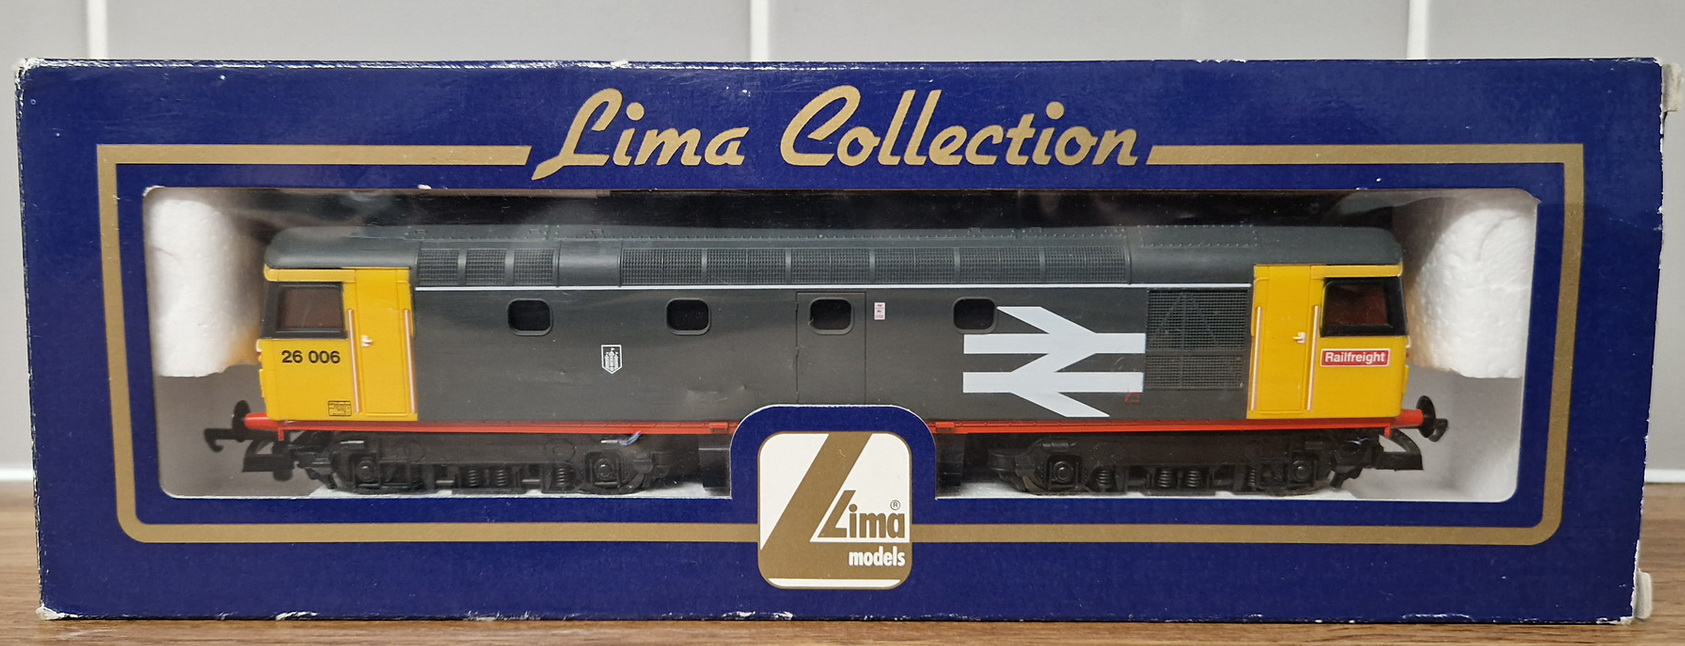 Lima Collection
26 006
Railfreight
Lima®
models